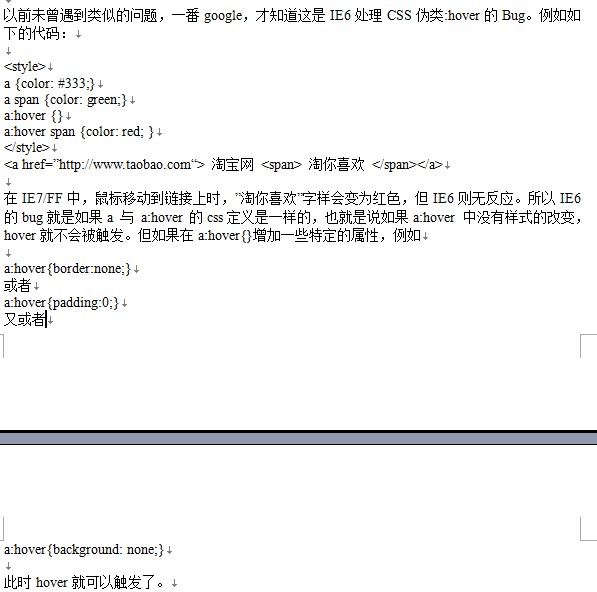 以前未曾遇到类似的问题，一番 google，才知道这是 IE6 处理 CSS 伪类:hover 的 Bug。例如如
下的代码：↓
↓
<style>↓
a {color: #333;}↓
a span {color: green;}↓
a:hover {}↓
a:hover span {color: red; }↓
</style>↓
<a href=”http://www.taobao.com“> 淘宝网 <span> 淘你喜欢 </span></a>↓
↓
在 IE7/FF 中，鼠标移动到链接上时，”淘你喜欢”字样会变为红色，但 IE6 则无反应。所以 IE6
的 bug 就是如果 a 与 a:hover 的 css 定义是一样的，也就是说如果 a:hover 中没有样式的改变，
hover 就不会被触发。但如果在 a:hover{}增加一些特定的属性，例如↓
↓
a:hover{border:none;}↓
或者↓
a:hover{padding:0;}↓
又或者↓
a:hover{background: none;}↓
↓
此时 hover 就可以触发了。↓